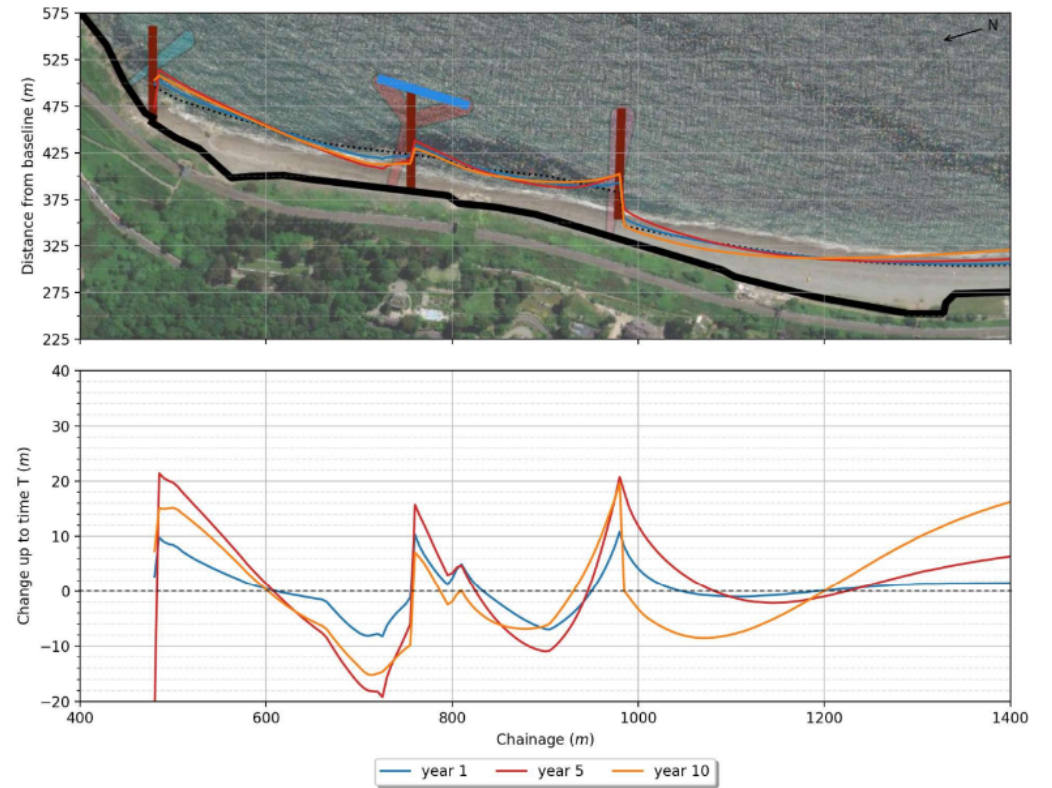 575
525
475
425
375
325
275
225
Distance from baseline (m)
N
40
30
20
10
0
−10
−20
Change up to time T (m)
400 600 800 1000 1200 1400
Chainage (m)
year 1 year 5 year 10